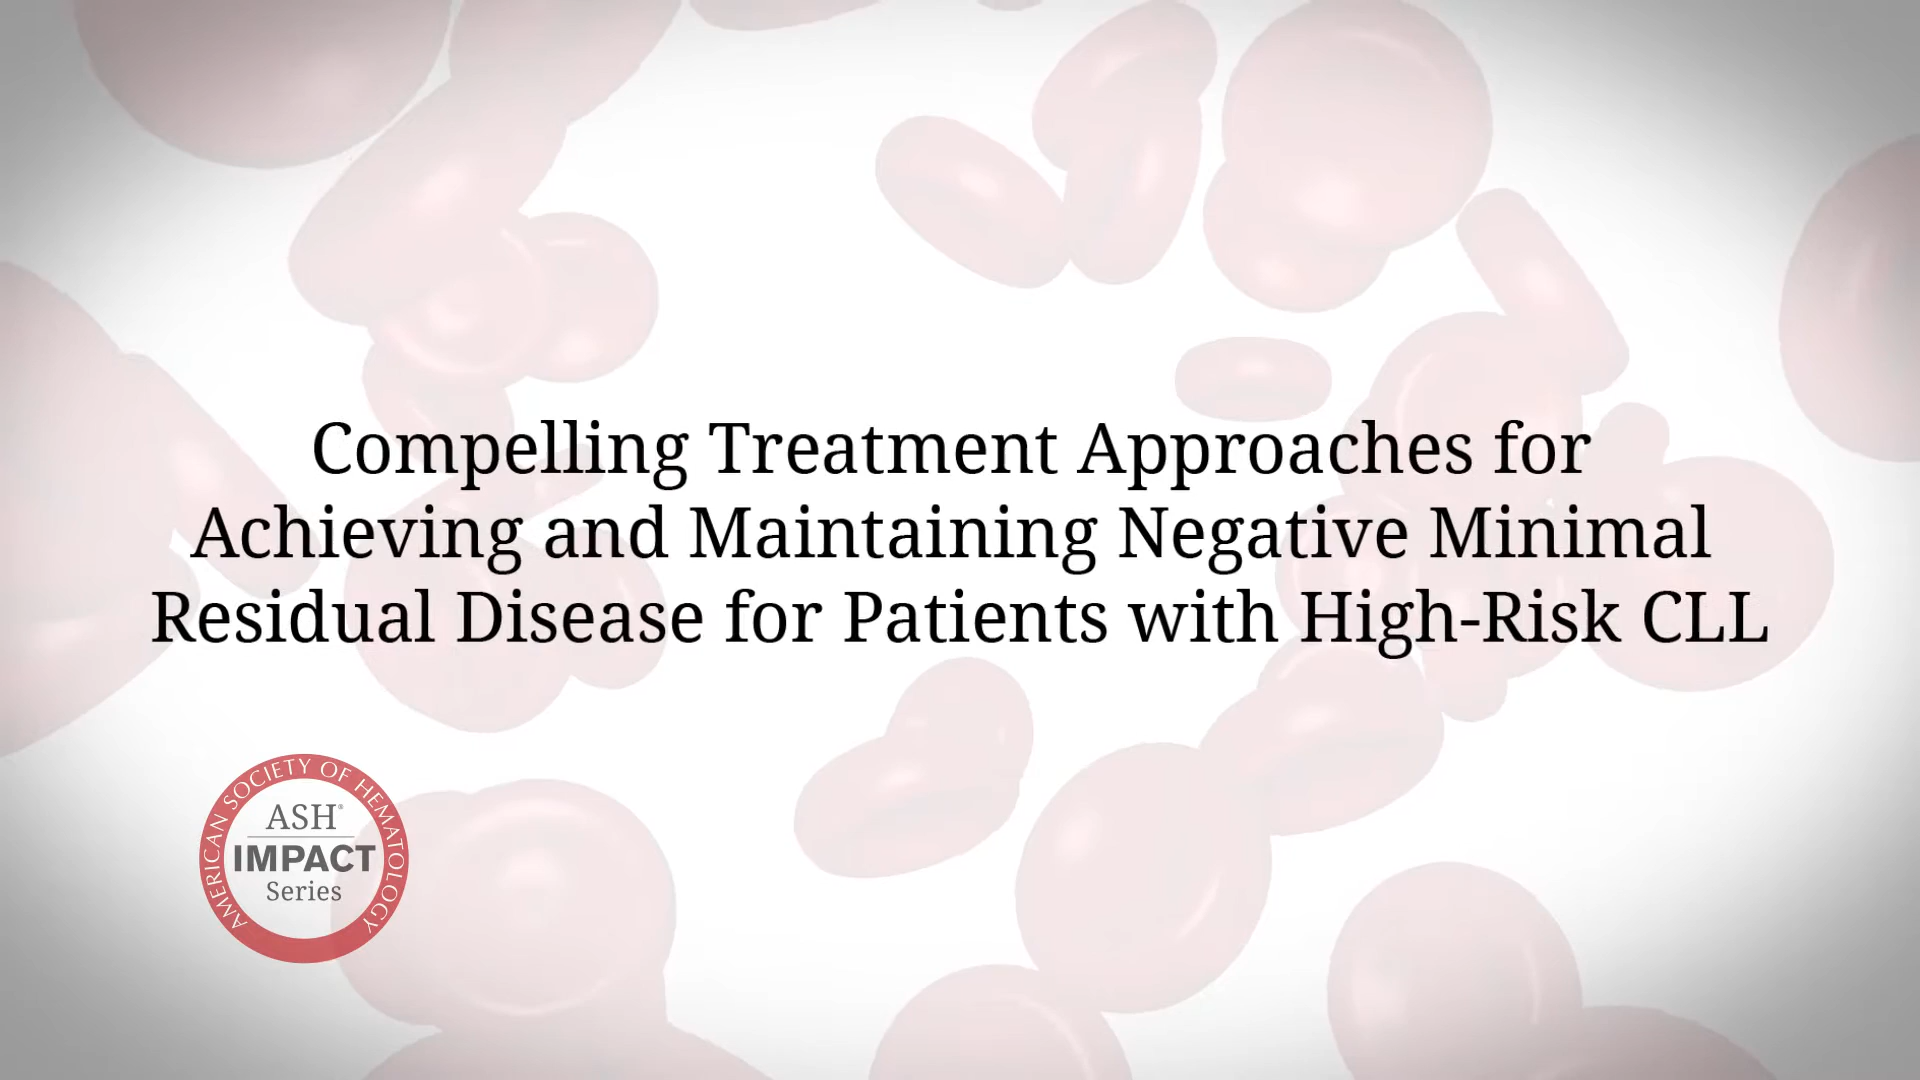 Compelling Treatment Approaches for
Achieving and Maintaining Negative Minimal
Residual Disease for Patients with High-Risk CLL
AMERICAN SOCIETY OF HEMATOLOGY
ASH®
IMPACT
Series